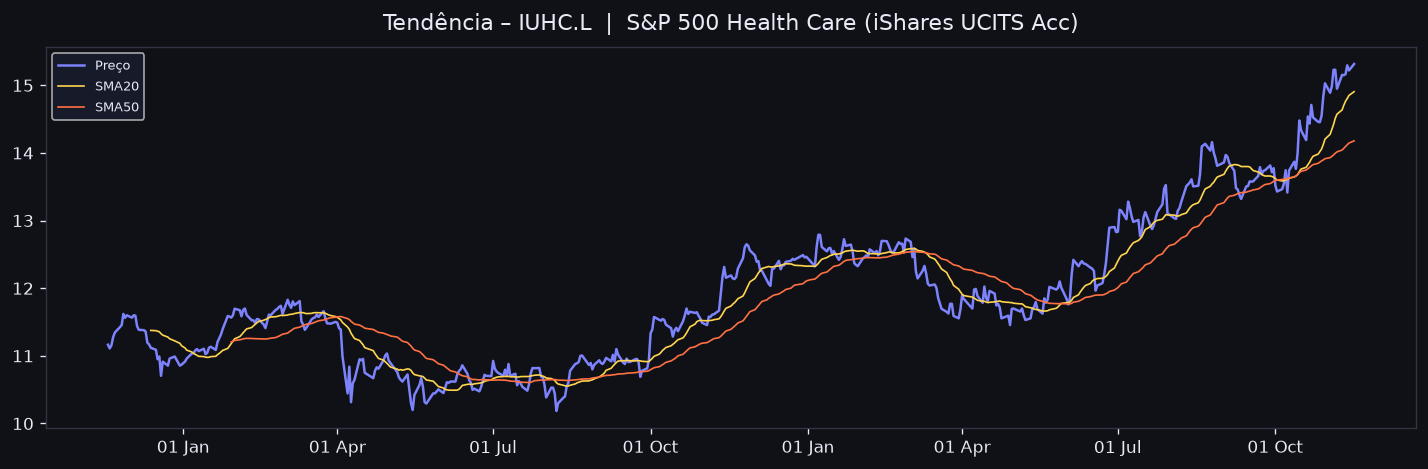 Tendência – IUHC.L | S&P 500 Health Care (iShares UCITS Acc)
Preço
SMA20
SMA50
15
14
13
12
11
10
01 Jan 01 Apr 01 Jul 01 Oct 01 Jan 01 Apr 01 Jul 01 Oct